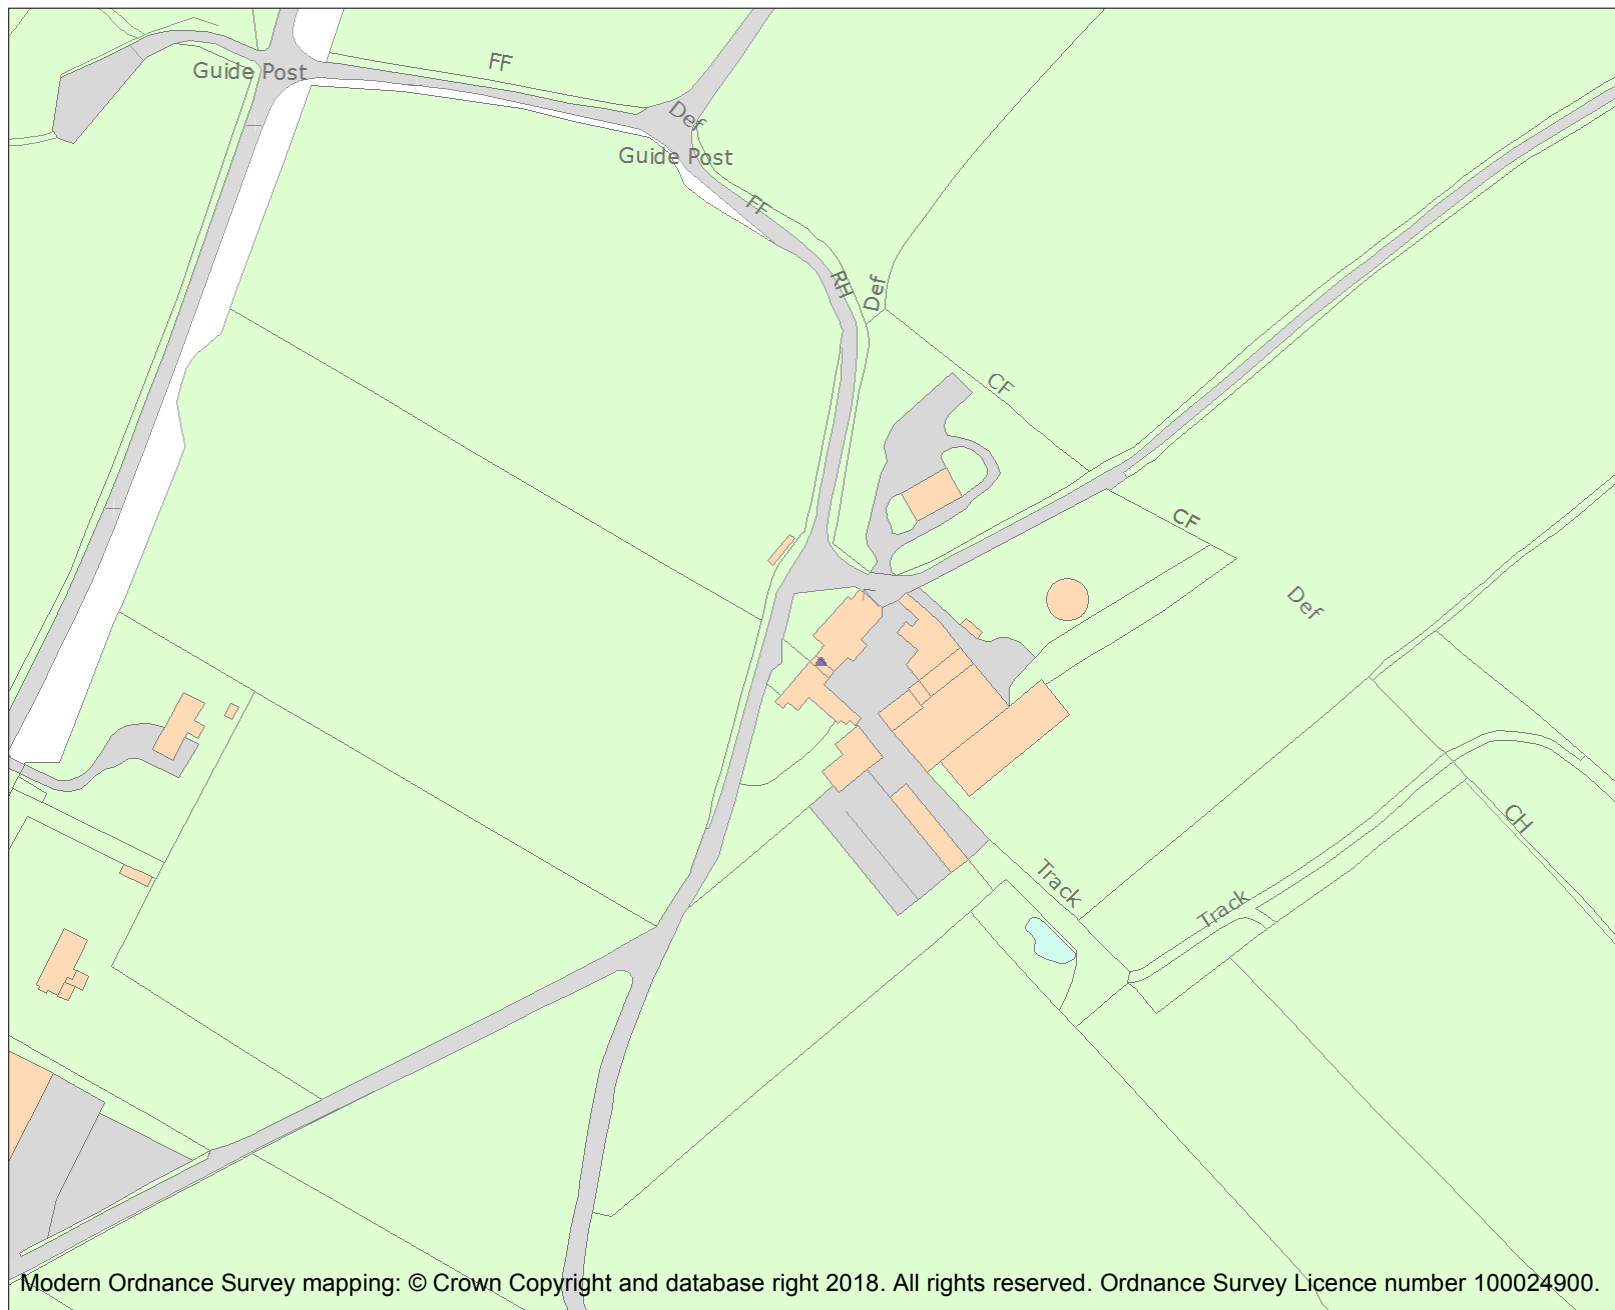 FF
Guide Post
Def
Guide Post
FF
RH
Def
CF
CF
Def
CH
Track
Track
Modern Ordnance Survey mapping: © Crown Copyright and database right 2018. All rights reserved. Ordnance Survey Licence number 100024900.